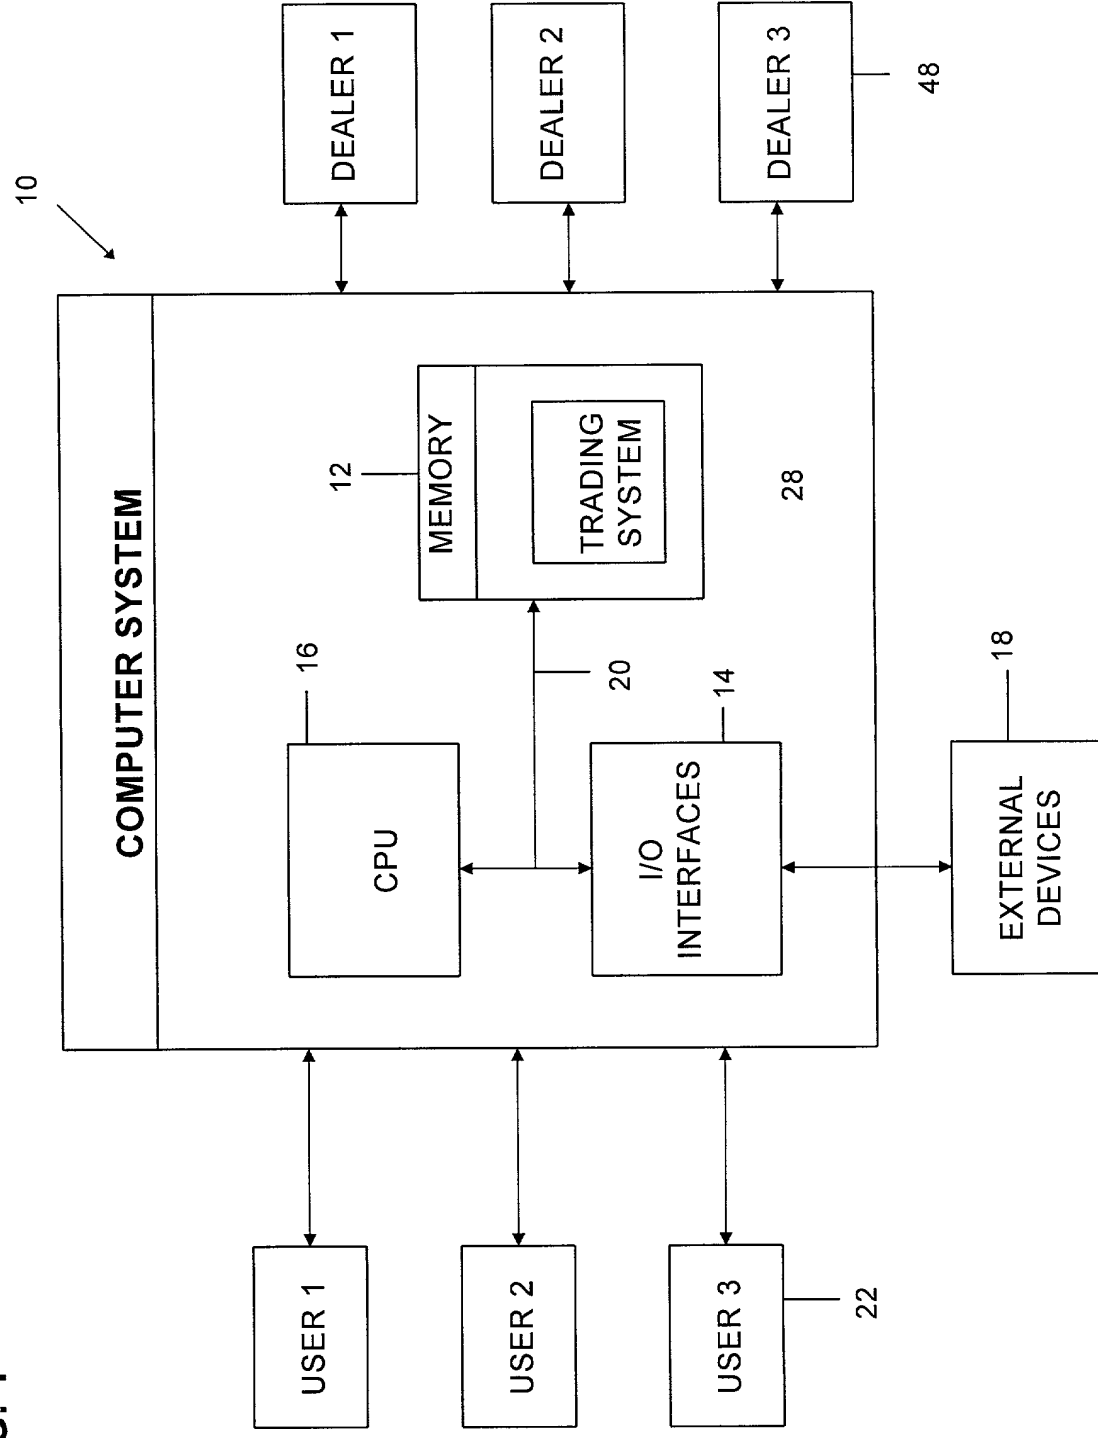 10
COMPUTER SYSTEM
USER 1
USER 2
USER 3
22
CPU
16
I/O
INTERFACES
14
20
12
MEMORY
TRADING
SYSTEM
28
EXTERNAL
DEVICES
18
DEALER 1
DEALER 2
DEALER 3
48